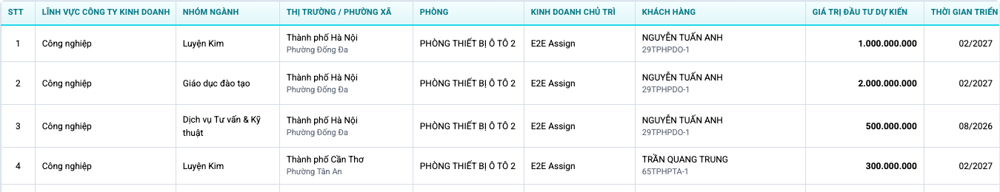 STT LĨNH VỰC CÔNG TY KINH DOANH NHÓM NGÀNH THỊ TRƯỜNG / PHƯỜNG XÃ PHÒNG KINH DOANH CHỦ TRÌ KHÁCH HÀNG GIÁ TRỊ ĐẦU TƯ DỰ KIẾN THỜI GIAN TRIỂN
1 Công nghiệp Luyện Kim Thành phố Hà Nội PHÒNG THIẾT BỊ Ô TÔ 2 E2E Assign NGUYỄN TUẤN ANH 1.000.000.000 02/2027
Phường Đống Đa 29TPHPDO-1
2 Công nghiệp Giáo dục đào tạo Thành phố Hà Nội PHÒNG THIẾT BỊ Ô TÔ 2 E2E Assign NGUYỄN TUẤN ANH 2.000.000.000 02/2027
Phường Đống Đa 29TPHPDO-1
3 Công nghiệp Dịch vụ Tư vấn & Kỹ thuật Thành phố Hà Nội PHÒNG THIẾT BỊ Ô TÔ 2 E2E Assign NGUYỄN TUẤN ANH 500.000.000 08/2026
Phường Đống Đa 29TPHPDO-1
4 Công nghiệp Luyện Kim Thành phố Cần Thơ PHÒNG THIẾT BỊ Ô TÔ 2 E2E Assign TRẦN QUANG TRUNG 300.000.000 02/2027
Phường Tân An 65TPHPTA-1